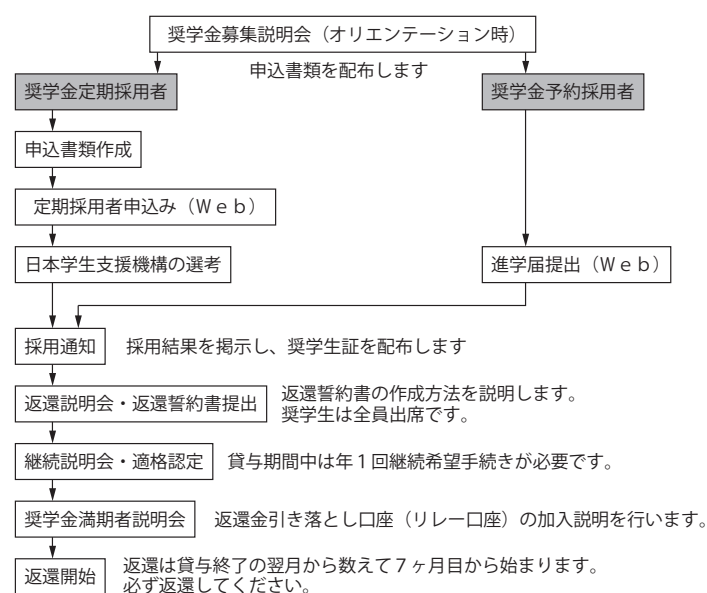 奨学金募集説明会（オリエンテーション時）
申込書類を配布します
奨学金定期採用者
奨学金予約採用者
申込書類作成
定期採用者申込み（Ｗｅｂ）
日本学生支援機構の選考
進学届提出（Ｗｅｂ）
採用通知
採用結果を掲示し、奨学生証を配布します
返還説明会・返還誓約書提出
返還誓約書の作成方法を説明します。
奨学生は全員出席です。
継続説明会・適格認定
貸与期間中は年１回継続希望手続きが必要です。
奨学金満期者説明会
返還金引き落とし口座（リレー口座）の加入説明を行います。
返還開始
返還は貸与終了の翌月から数えて７ヶ月目から始まります。
必ず返還してください。